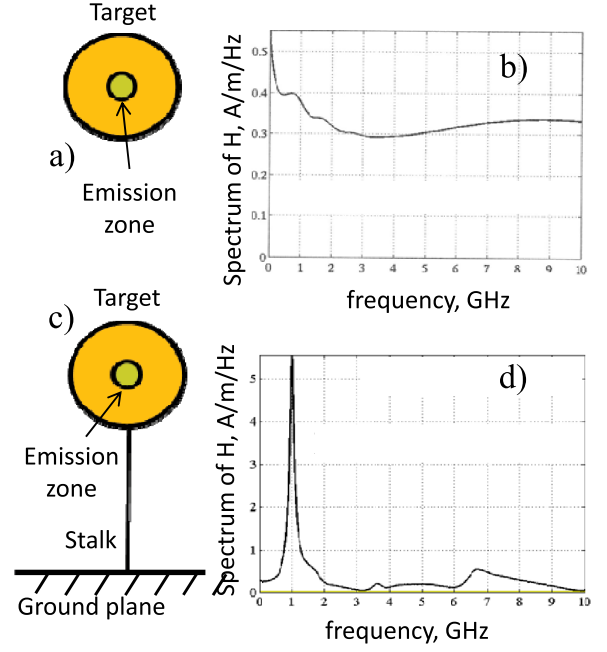 Target
a)
Emission
zone
b)
Spectrum of H, A/m/Hz
0.5
0.4
0.3
0.2
0.1
0
0 1 2 3 4 5 6 7 8 9 10
frequency, GHz
c)
Target
Emission
zone
Stalk
Ground plane
d)
Spectrum of H, A/m/Hz
5
4
3
2
1
0
0 1 2 3 4 5 6 7 8 9 10
frequency, GHz